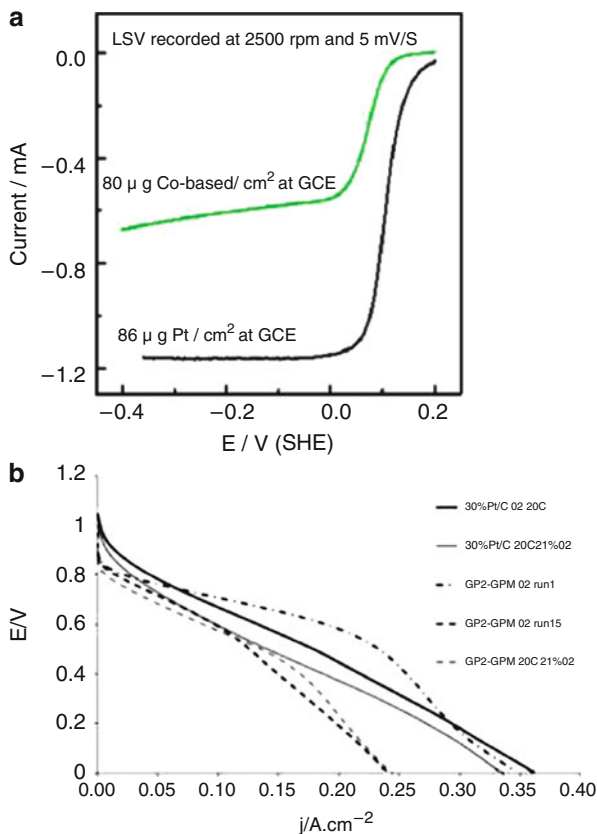 a
LSV recorded at 2500 rpm and 5 mV/S
0.0
−0.4
−0.8
−1.2
Current / mA
80 μ g Co-based/ cm² at GCE
86 μ g Pt / cm² at GCE
−0.4
−0.2
0.0
0.2
E / V (SHE)
b
1.2
1
0.8
0.6
0.4
0.2
0
E/V
30%Pt/C 02 20C
30%Pt/C 20C21%02
GP2-GPM 02 run1
GP2-GPM 02 run15
GP2-GPM 20C 21%02
0.00
0.05
0.10
0.15
0.20
0.25
0.30
0.35
0.40
j/A.cm⁻²